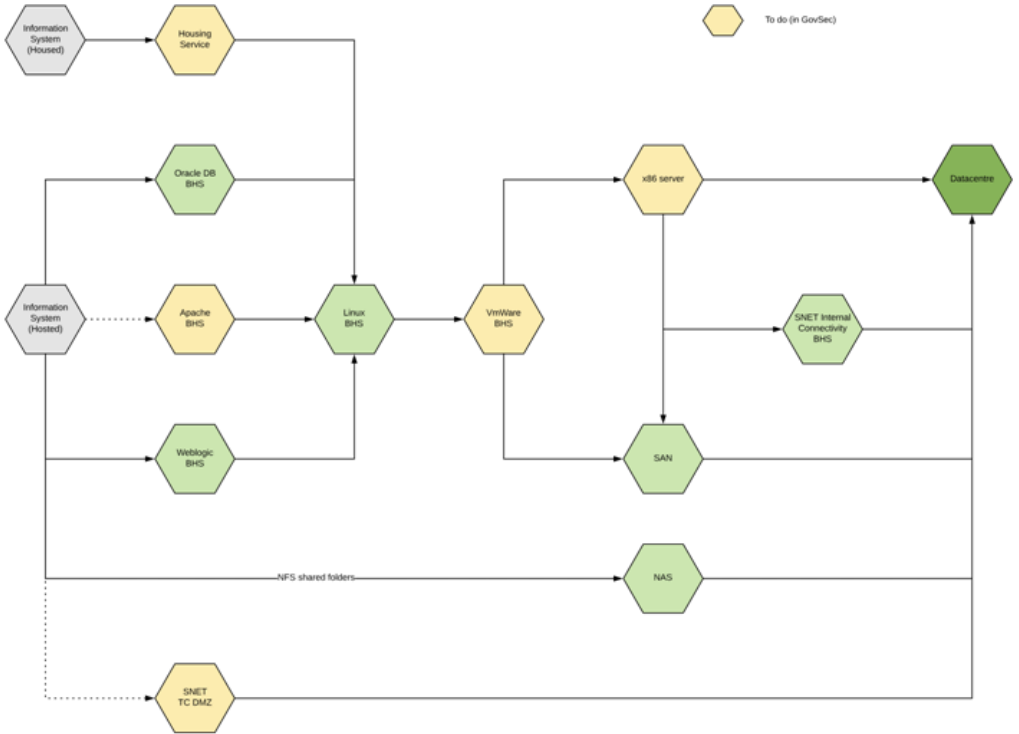 Information
System
(Housed)
Housing
Service
To do (in GovSec)
Oracle DB
BHS
x86 server
Datacentre
Information
System
(Hosted)
Apache
BHS
Linux
BHS
VmWare
BHS
SNET Internal
Connectivity
BHS
Weblogic
BHS
SAN
NFS shared folders
NAS
SNET
TC DMZ